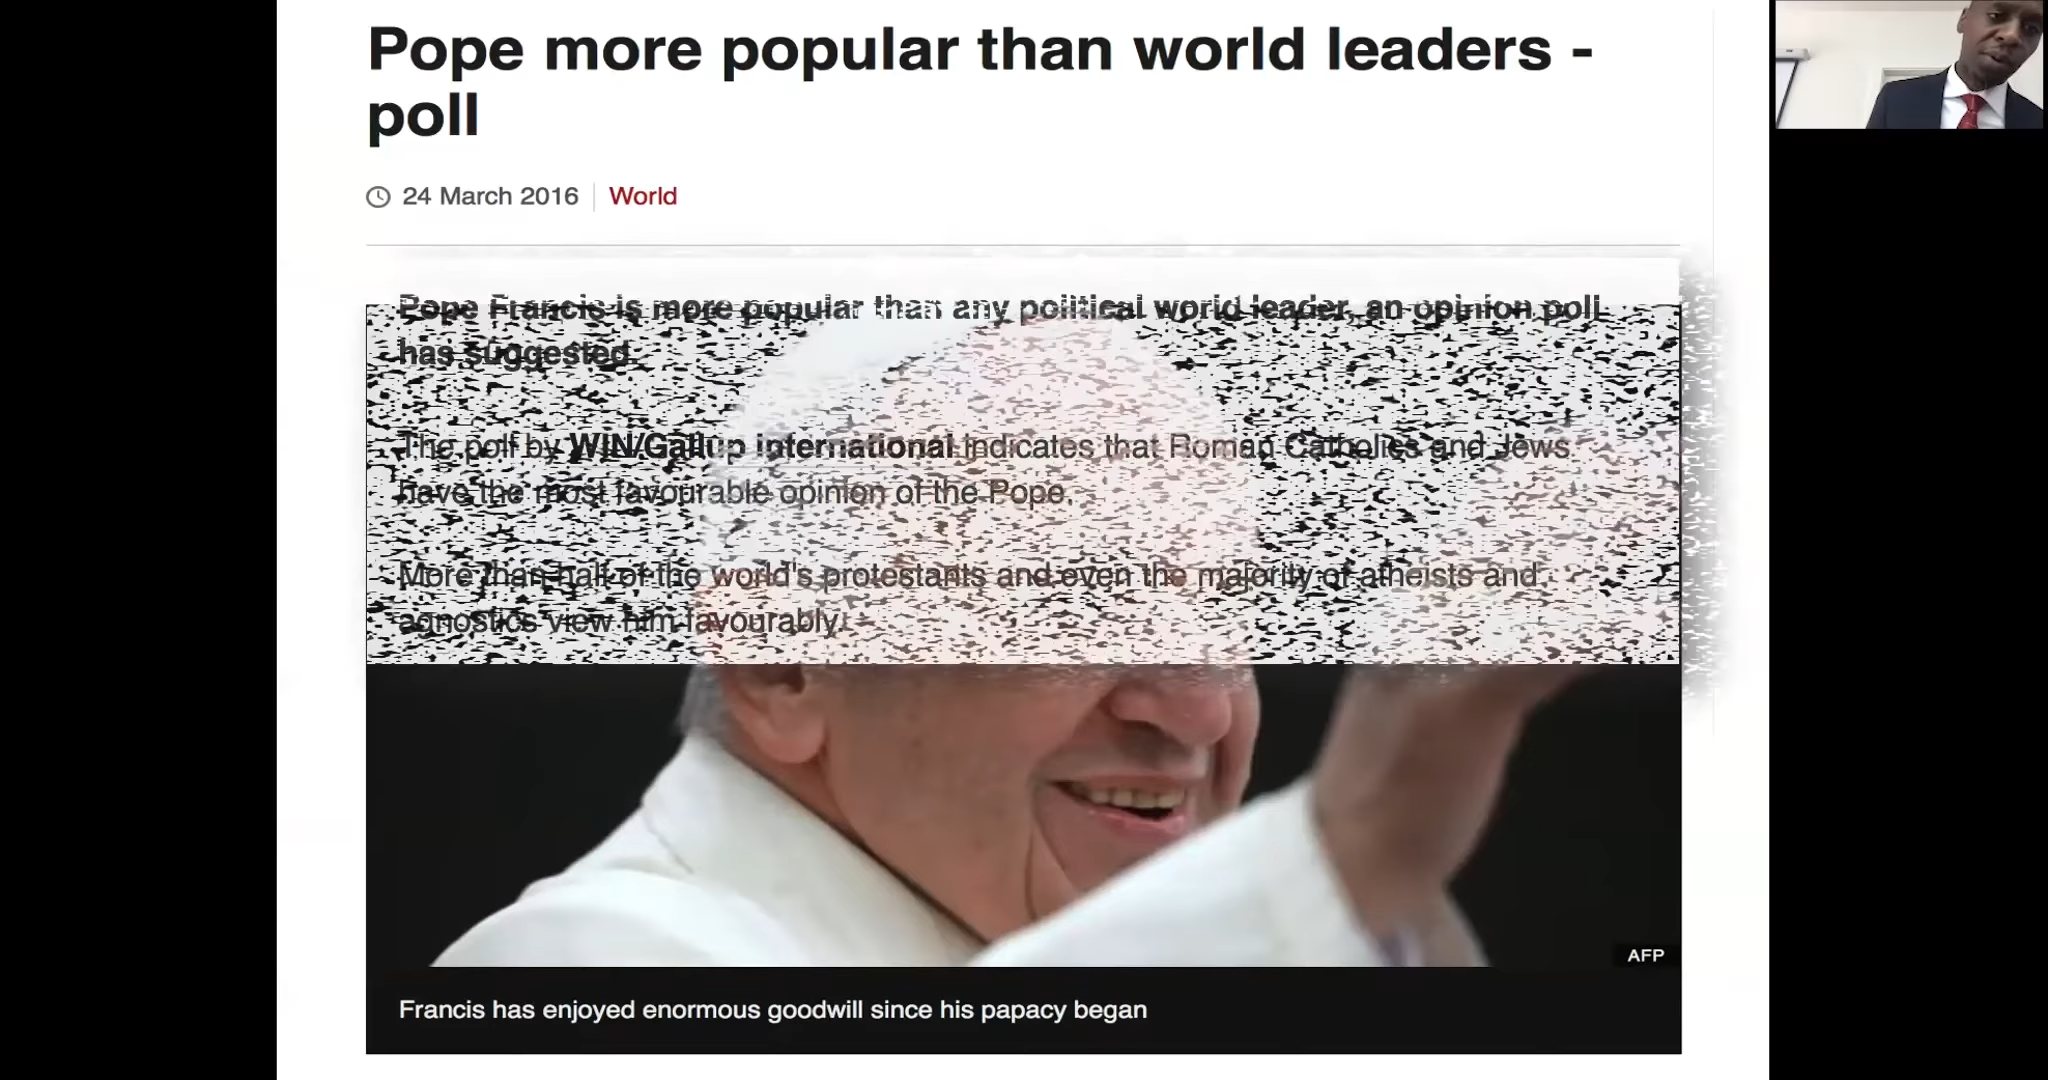 Pope more popular than world leaders -
poll
24 March 2016 World
Pope Francis is more popular than any political world leader, an opinion poll
has suggested.
The poll by WIN/Gallup international indicates that Roman Catholics and Jews
have the most favourable opinion of the Pope.
More than half of the world's protestants and even the majority of atheists and
agnostics view him favourably.
AFP
Francis has enjoyed enormous goodwill since his papacy began